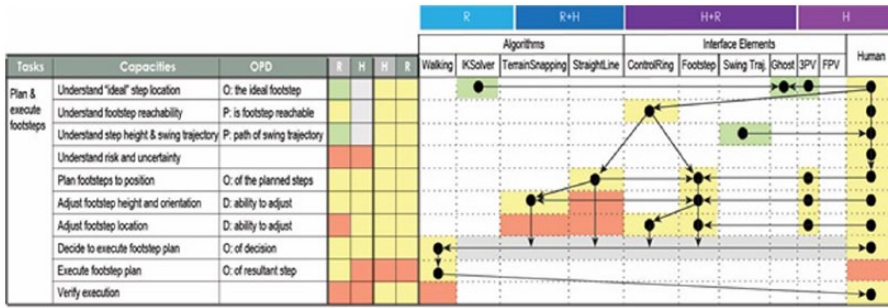 R R+H H+R H
Algorithms Interface Elements Human
Tasks Capacities OPD R H H R Walking IKSolver TerrainSnapping StraightLine ControlRing Footstep Swing Traj. Ghost 3PV FPV
Plan & execute footsteps
Understand "ideal" step location O: the ideal footstep
Understand footstep reachability P: is footstep reachable
Understand step height & swing trajectory P: path of swing trajectory
Understand risk and uncertainty
Plan footsteps to position O: of the planned steps
Adjust footstep height and orientation D: ability to adjust
Adjust footstep location D: ability to adjust
Decide to execute footstep plan O: of decision
Execute footstep plan O: of resultant step
Verify execution